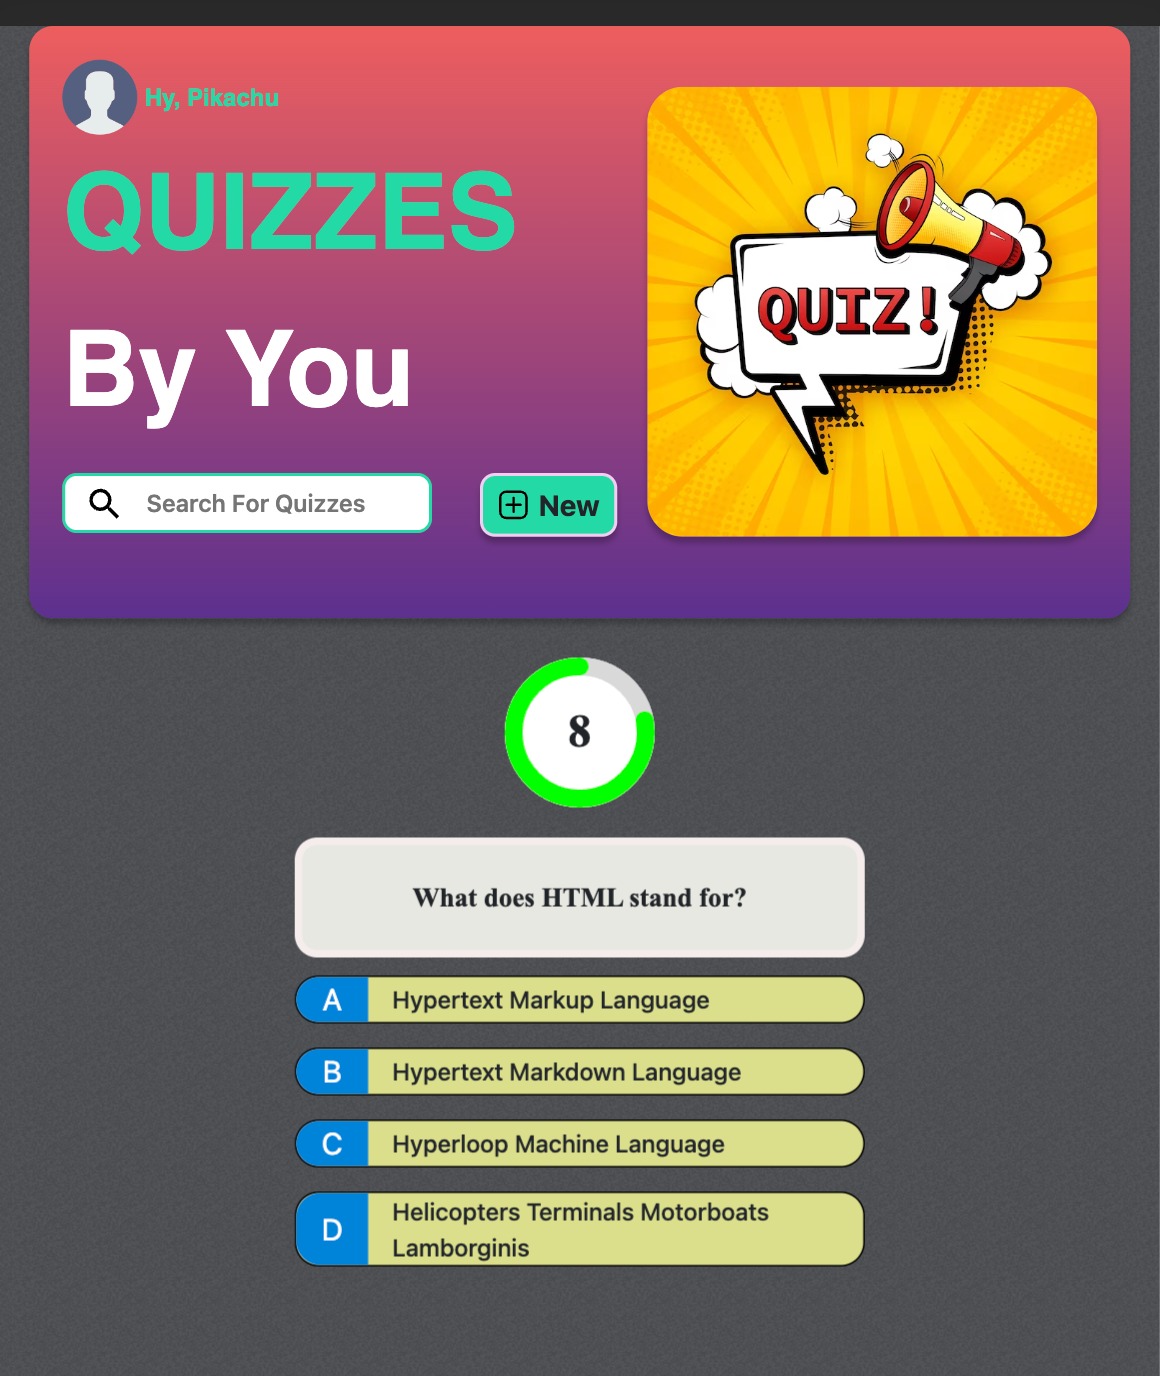 Hy, Pikachu
QUIZZES
By You
Search For Quizzes
New
QUIZ!
8
What does HTML stand for?
A Hypertext Markup Language
B Hypertext Markdown Language
C Hyperloop Machine Language
D Helicopters Terminals Motorboats
Lamborginis